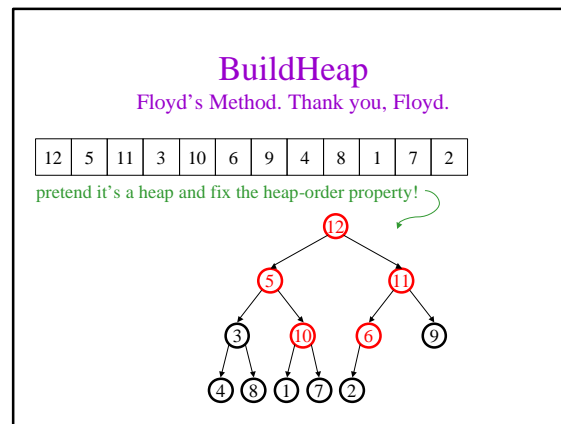 BuildHeap
Floyd's Method. Thank you, Floyd.
12 5 11 3 10 6 9 4 8 1 7 2
pretend it's a heap and fix the heap-order property!
12
5 11
3 10 6 9
4 8 1 7 2